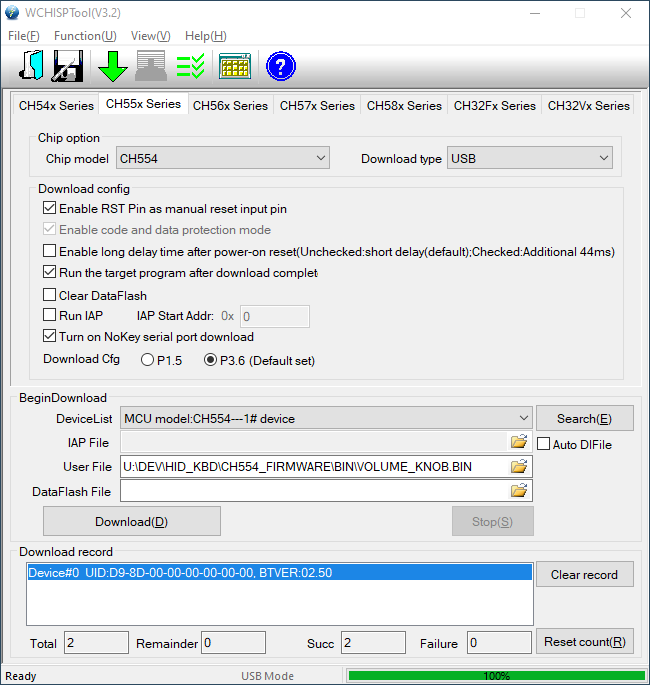 WCHISPTool(V3.2)
File(F) Function(U) View(V) Help(H)
CH54x Series CH55x Series CH56x Series CH57x Series CH58x Series CH32Fx Series CH32Vx Series
Chip option
Chip model CH554 Download type USB
Download config
Enable RST Pin as manual reset input pin
Enable code and data protection mode
Enable long delay time after power-on reset(Unchecked:short delay(default);Checked:Additional 44ms)
Run the target program after download complet
Clear DataFlash
Run IAP IAP Start Addr: 0x 0
Turn on NoKey serial port download
Download Cfg P1.5 P3.6 (Default set)
BeginDownload
DeviceList MCU model:CH554---1# device Search(E)
IAP File Auto DlFile
User File U:\DEV\HID_KBD\CH554_FIRMWARE\BIN\VOLUME_KNOB.BIN
DataFlash File
Download(D) Stop(S)
Download record
Device#0 UID:D9-8D-00-00-00-00-00-00, BTVER:02.50
Clear record
Total 2 Remainder 0 Succ 2 Failure 0 Reset count(R)
Ready USB Mode 100%